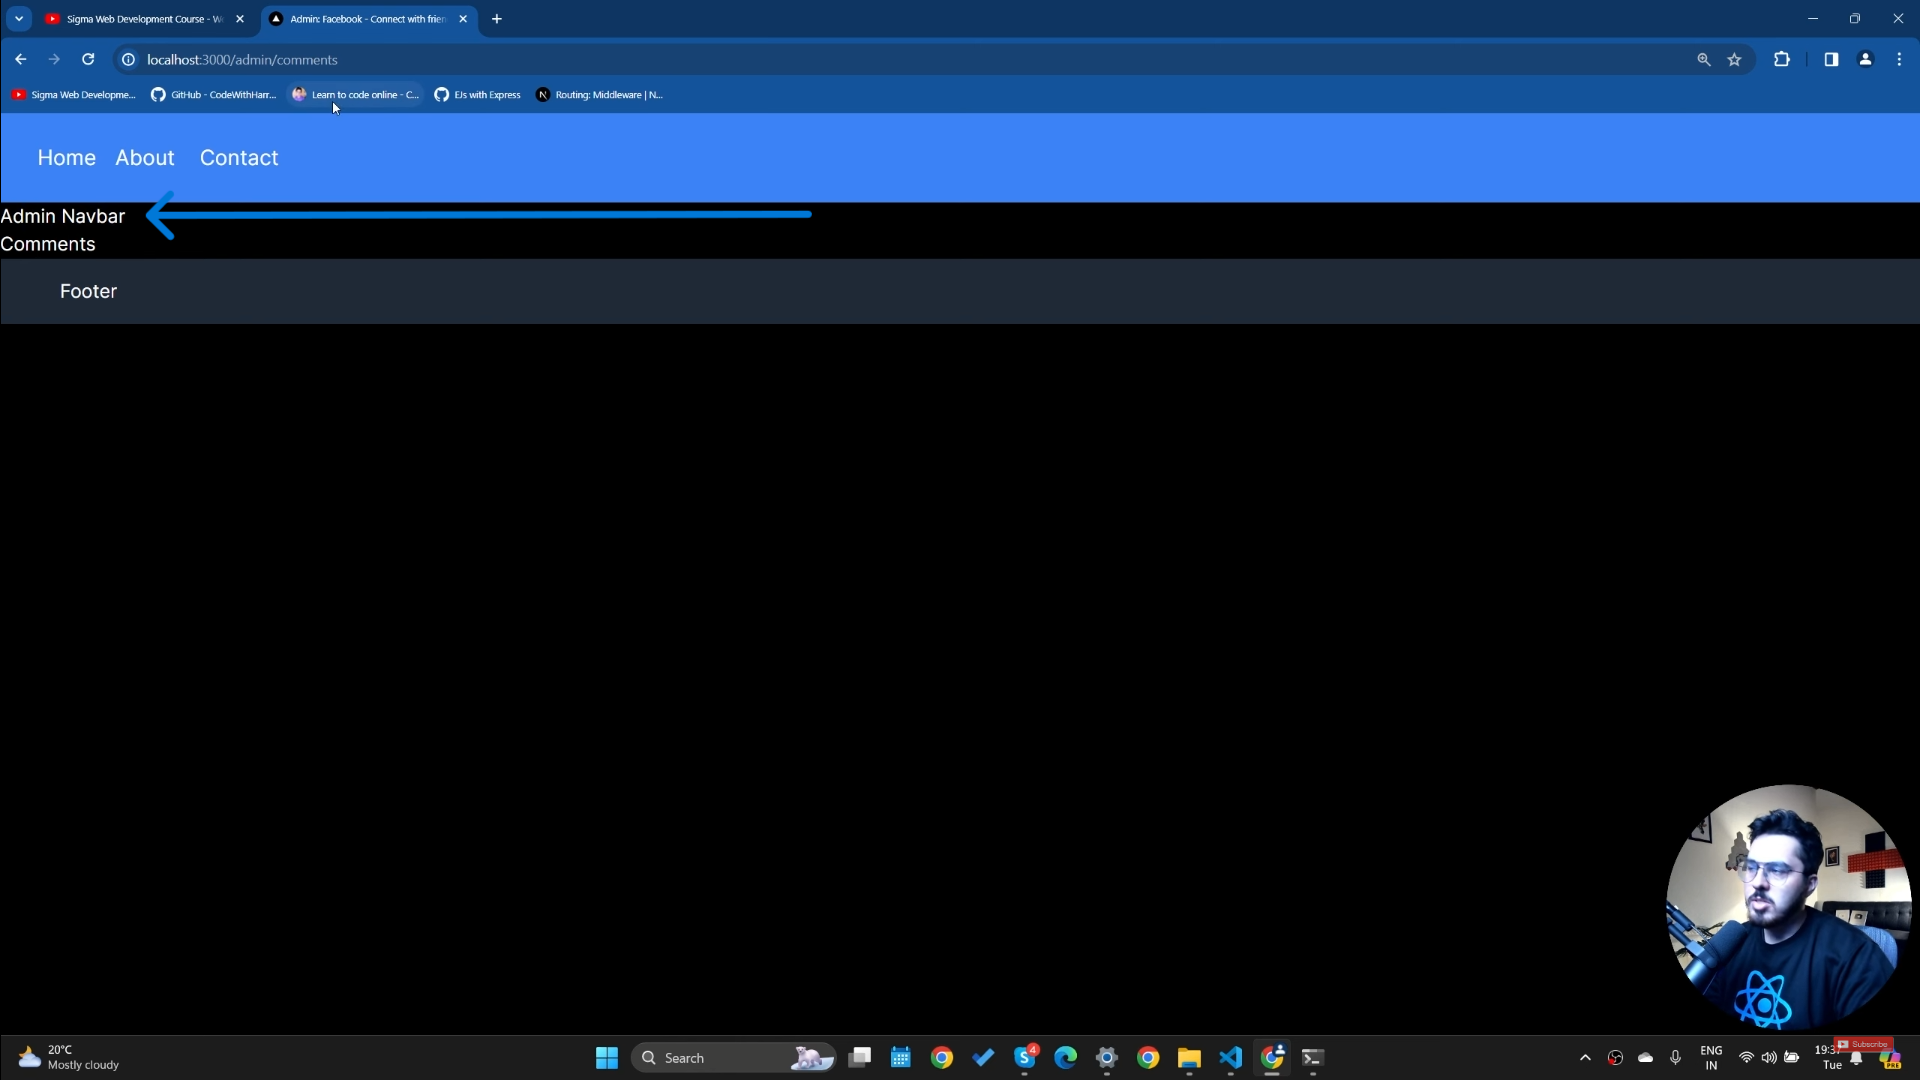 Sigma Web Development Course - W
Admin: Facebook - Connect with frien
localhost:3000/admin/comments
Sigma Web Developme...
GitHub - CodeWithHarr...
Learn to code online - C...
EJs with Express
Routing: Middleware | N...
Home
About
Contact
Admin Navbar
Comments
Footer
20°C
Mostly cloudy
Search
4
ENG
IN
Tue
Subscribe
PRE